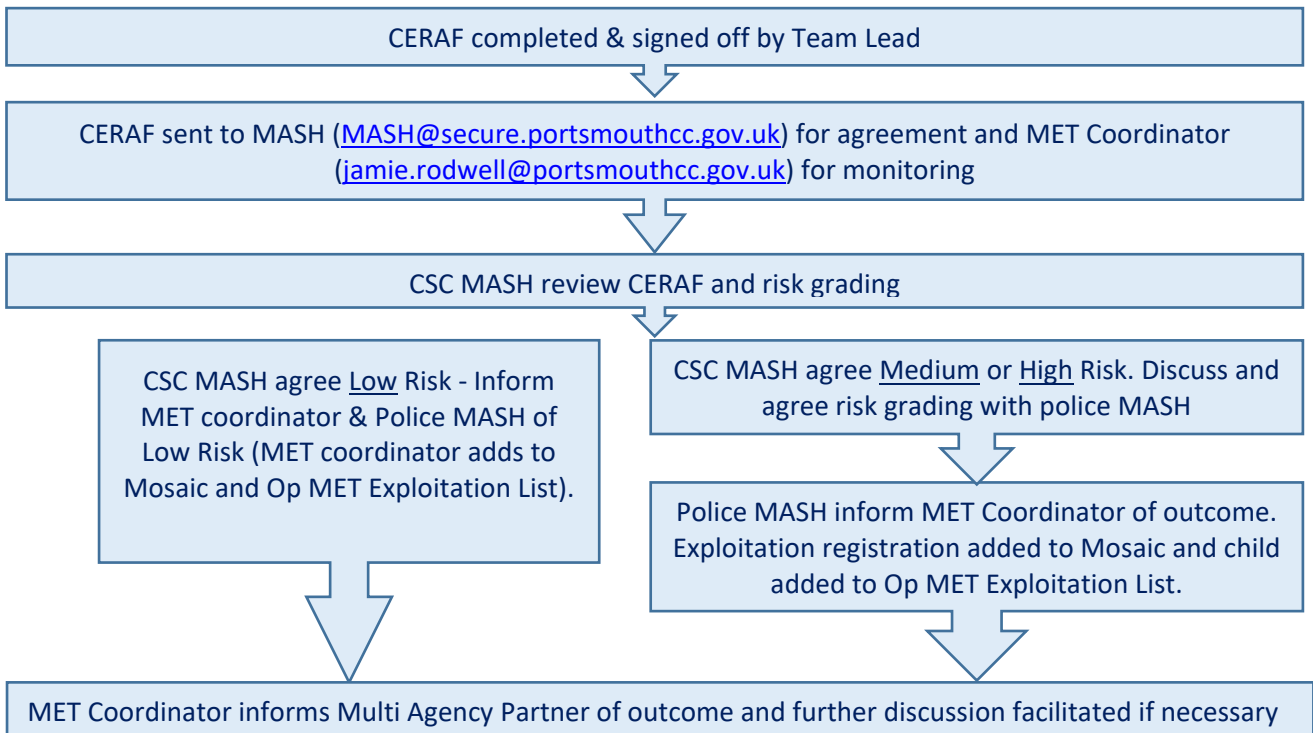 CERAF completed & signed off by Team Lead
CERAF sent to MASH (MASH@secure.portsmouthcc.gov.uk) for agreement and MET Coordinator
(jamie.rodwell@portsmouthcc.gov.uk) for monitoring
CSC MASH review CERAF and risk grading
CSC MASH agree Low Risk - Inform
MET coordinator & Police MASH of
Low Risk (MET coordinator adds to
Mosaic and Op MET Exploitation List).
CSC MASH agree Medium or High Risk. Discuss and
agree risk grading with police MASH
Police MASH inform MET Coordinator of outcome.
Exploitation registration added to Mosaic and child
added to Op MET Exploitation List.
MET Coordinator informs Multi Agency Partner of outcome and further discussion facilitated if necessary